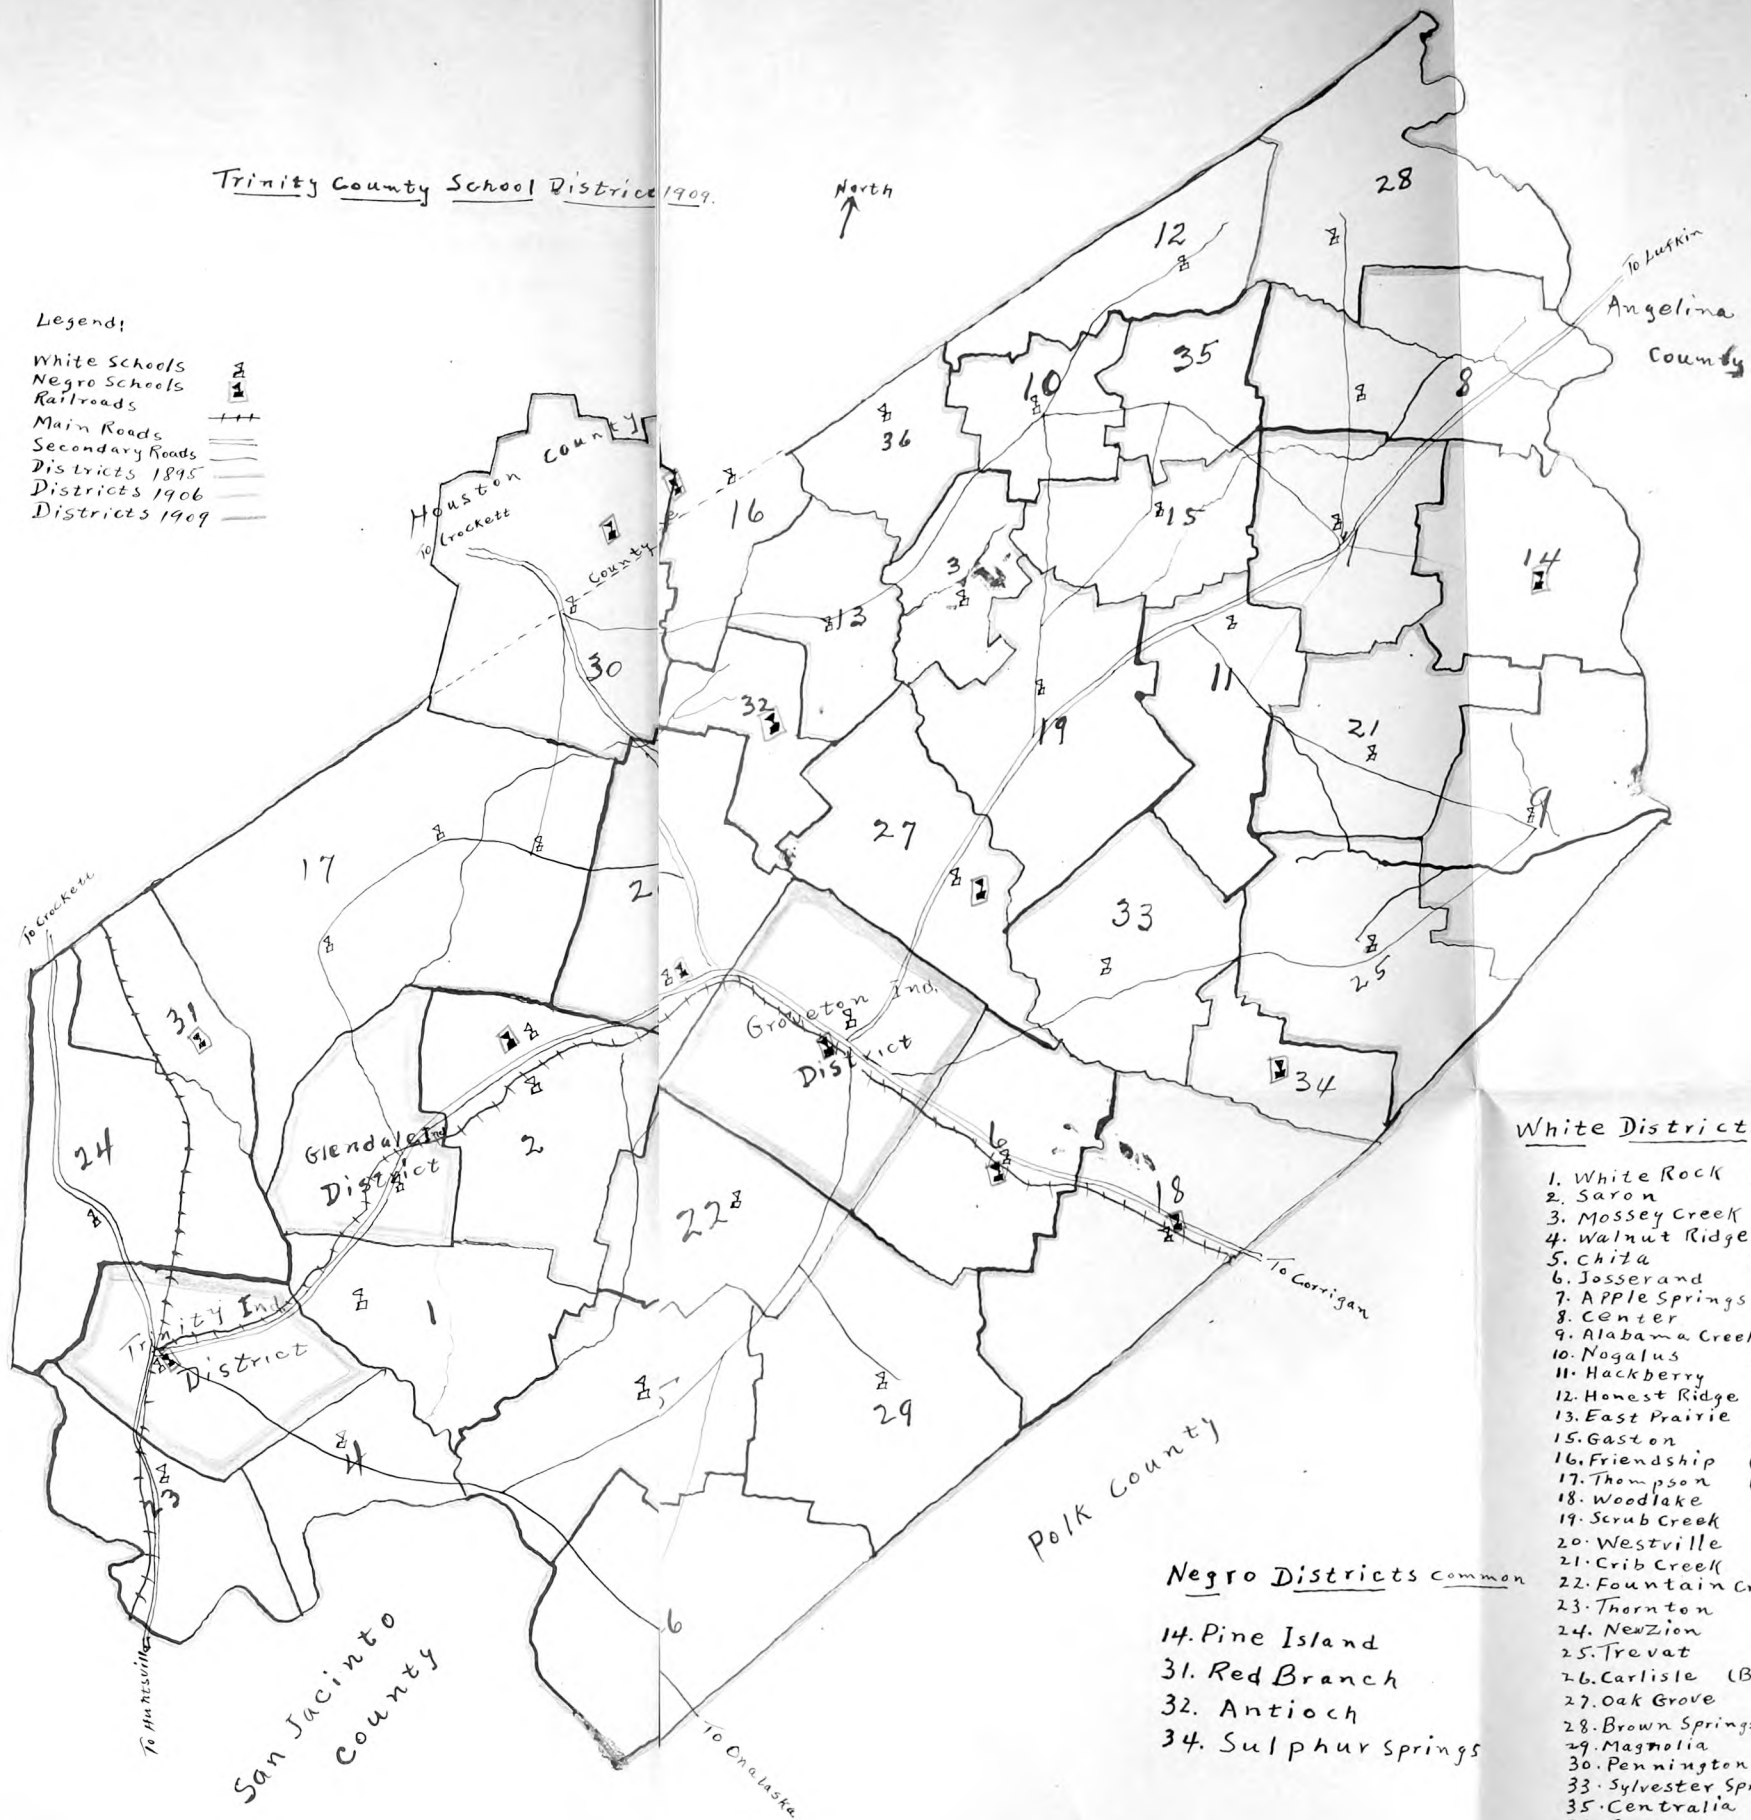 Trinity County School District 1909.
North
Legend:
White Schools
Negro Schools
Railroads
Main Roads
Secondary Roads
Districts 1895
Districts 1906
Districts 1909
28
12
To Lufkin
Angelina
County
35
10
8
36
Houston County
To Crockett
County
16
15
14
3
13
30
11
32
19
21
9
27
17
2
To Crockett
33
25
31
Groveton Ind.
District
34
24
Glendale Ind
District
2
6
18
22
To Corrigan
Trinity Ind.
District
1
5
29
4
23
Polk County
6
San Jacinto
County
To Huntsville
To Onalaska
Negro Districts common
14. Pine Island
31. Red Branch
32. Antioch
34. Sulphur Springs
White District
1. White Rock
2. Saron
3. Mossey Creek
4. Walnut Ridge
5. Chita
6. Josserand
7. Apple Springs
8. Center
9. Alabama Creek
10. Nogalus
11. Hackberry
12. Honest Ridge
13. East Prairie
15. Gaston
16. Friendship (
17. Thompson (
18. Woodlake
19. Scrub Creek
20. Westville
21. Crib Creek
22. Fountain
23. Thornton
24. New Zion
25. Trevat
26. Carlisle (B
27. Oak Grove
28. Brown Springs
29. Magnolia
30. Pennington
33. Sylvester Spr
35. Centralia